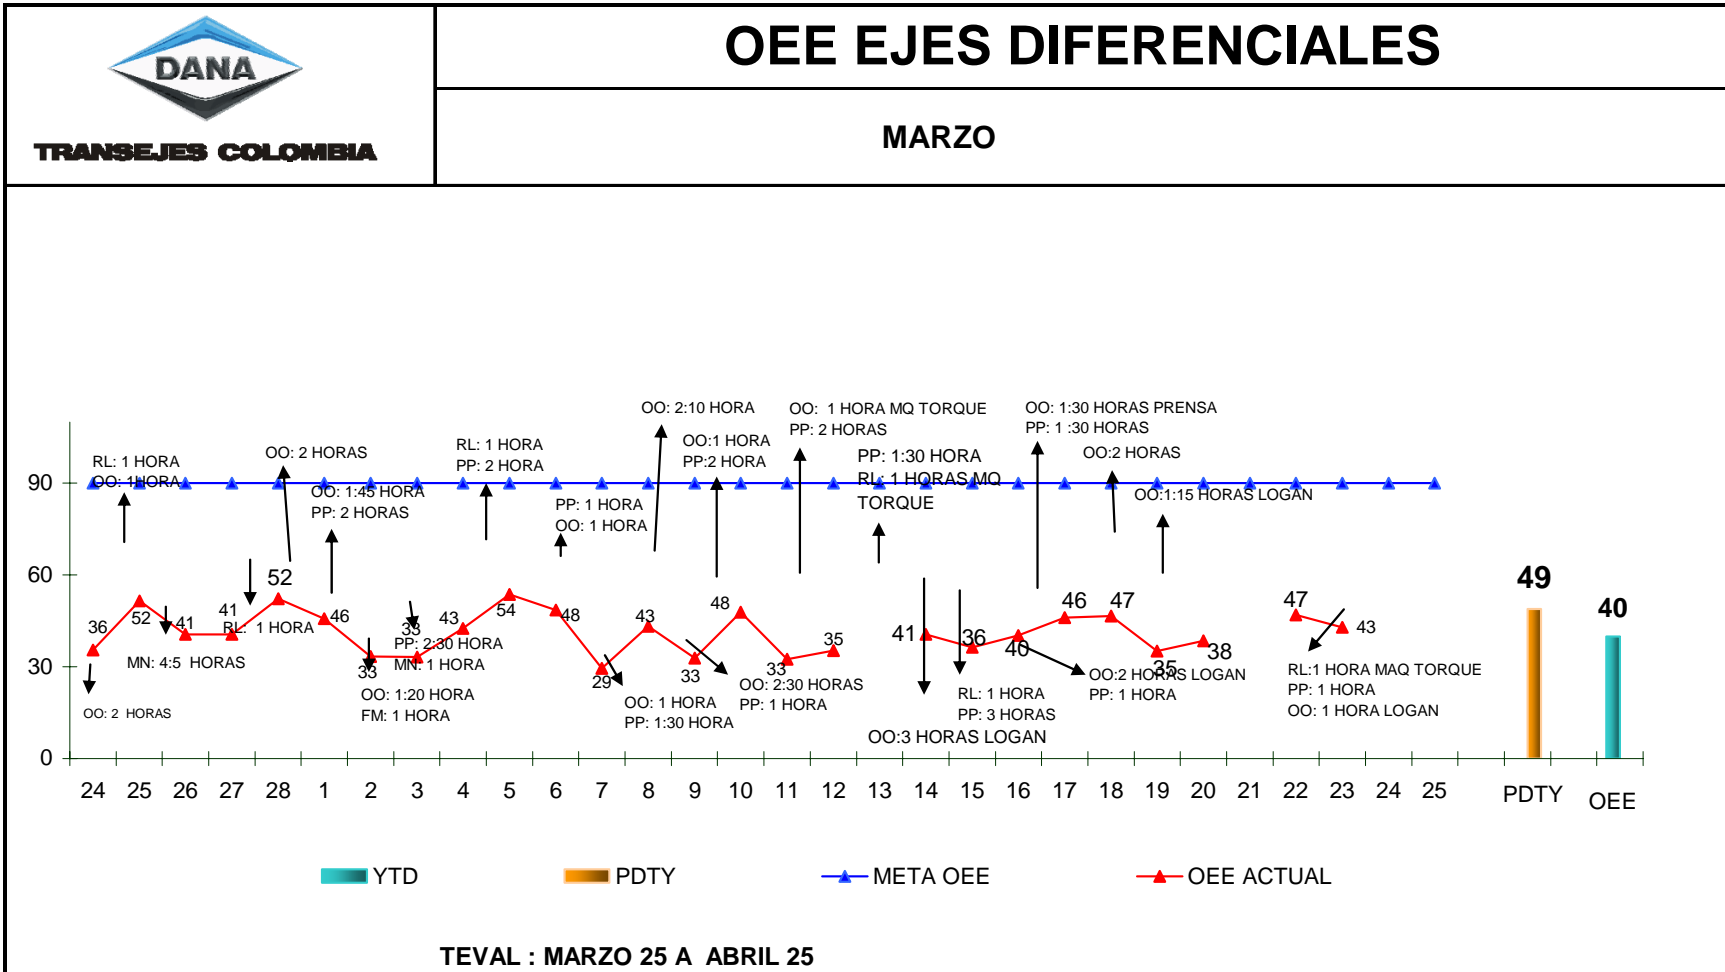 DANA
TRANSEJES COLOMBIA
OEE EJES DIFERENCIALES
MARZO
OO: 2:10 HORA
OO:  1 HORA MQ TORQUE
PP: 2 HORAS
OO: 1:30 HORAS PRENSA
PP: 1 :30 HORAS
RL: 1 HORA
OO: 1HORA
OO: 2 HORAS
RL: 1 HORA
PP: 2 HORA
OO:1 HORA
PP:2 HORA
PP: 1:30 HORA
RL: 1 HORAS MQ
TORQUE
OO:2 HORAS
OO: 1:45 HORA
PP: 2 HORAS
PP: 1 HORA
OO: 1 HORA
OO:1:15 HORAS LOGAN
90
60
30
0
36
52
41
41
52
46
33
33
43
54
48
29
43
33
48
33
35
41
36
40
46
47
35
38
47
43
49
40
RL:  1 HORA
MN: 4:5  HORAS
OO: 2  HORAS
PP: 2:30 HORA
MN: 1 HORA
OO: 1:20 HORA
FM: 1 HORA
OO: 1 HORA
PP: 1:30 HORA
OO: 2:30 HORAS
PP: 1 HORA
OO:3 HORAS LOGAN
RL: 1 HORA
PP: 3 HORAS
OO:2 HORAS LOGAN
PP: 1 HORA
RL:1 HORA MAQ TORQUE
PP: 1 HORA
OO: 1 HORA LOGAN
24 25 26 27 28 1 2 3 4 5 6 7 8 9 10 11 12 13 14 15 16 17 18 19 20 21 22 23 24 25 PDTY OEE
YTD PDTY META OEE OEE ACTUAL
TEVAL : MARZO 25 A  ABRIL 25